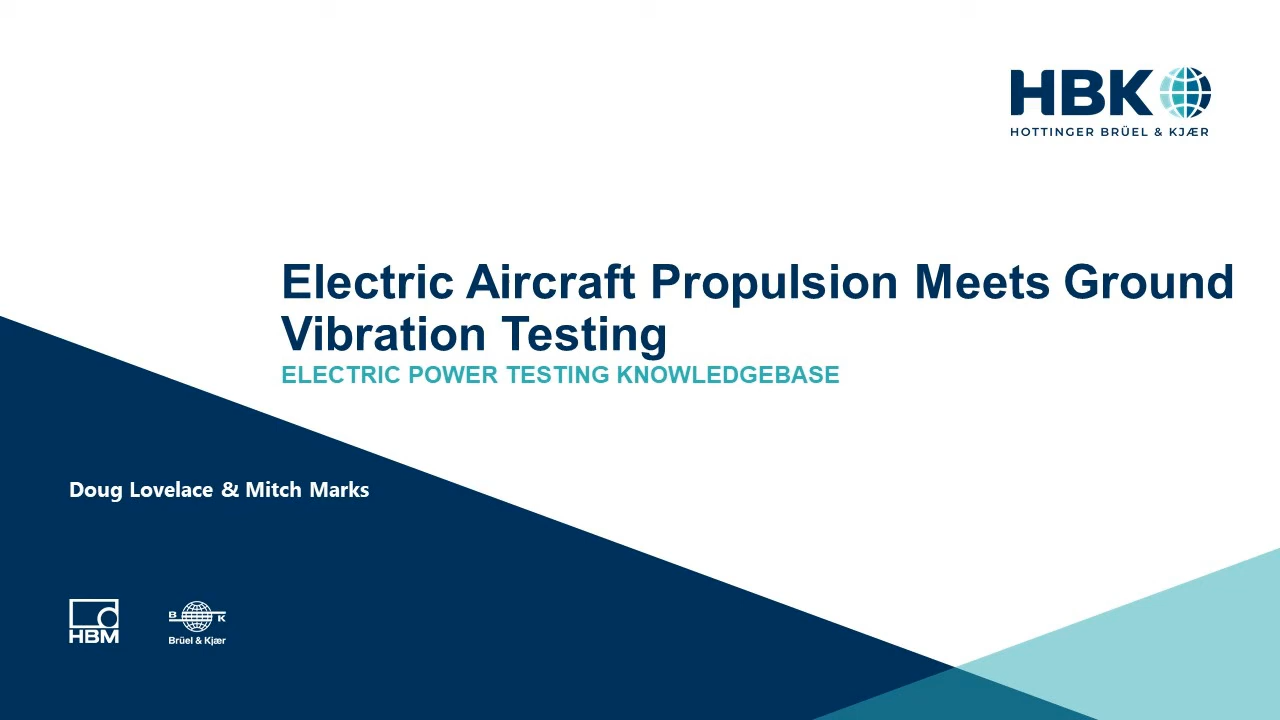 HBK
HOTTINGER BRÜEL & KJÆR
Electric Aircraft Propulsion Meets Ground
Vibration Testing
ELECTRIC POWER TESTING KNOWLEDGEBASE
Doug Lovelace & Mitch Marks
HBM
B K
Brüel & Kjær